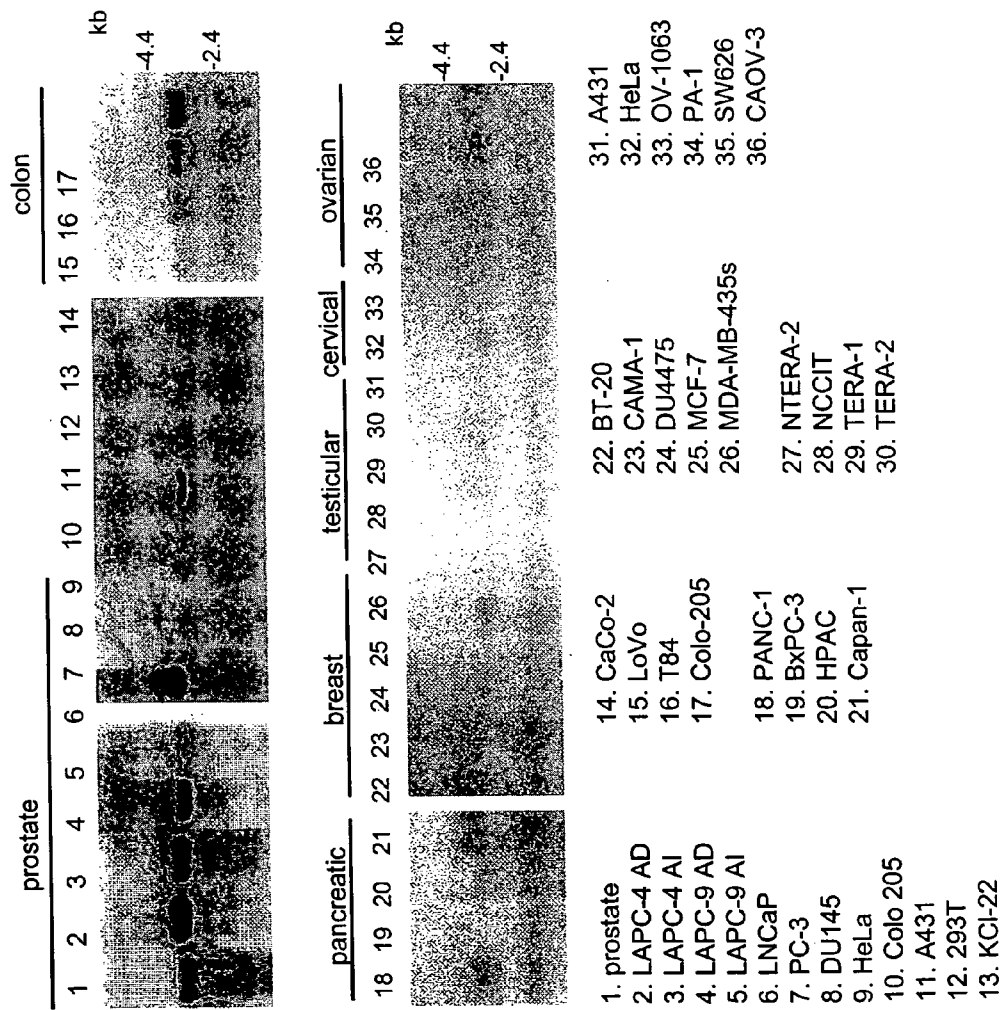 prostate
colon
1 2 3 4 5 6 7 8 9 10 11 12 13 14 15 16 17
kb
-4.4
-2.4
pancreatic
breast
testicular
cervical
ovarian
18 19 20 21 22 23 24 25 26 27 28 29 30 31 32 33 34 35 36
kb
-4.4
-2.4
1. prostate
2. LAPC-4 AD
3. LAPC-4 AI
4. LAPC-9 AD
5. LAPC-9 AI
6. LNCaP
7. PC-3
8. DU145
9. HeLa
10. Colo 205
11. A431
12. 293T
13. KCI-22
14. CaCo-2
15. LoVo
16. T84
17. Colo-205
18. PANC-1
19. BxPC-3
20. HPAC
21. Capan-1
22. BT-20
23. CAMA-1
24. DU4475
25. MCF-7
26. MDA-MB-435s
27. NTERA-2
28. NCCIT
29. TERA-1
30. TERA-2
31. A431
32. HeLa
33. OV-1063
34. PA-1
35. SW626
36. CAOV-3